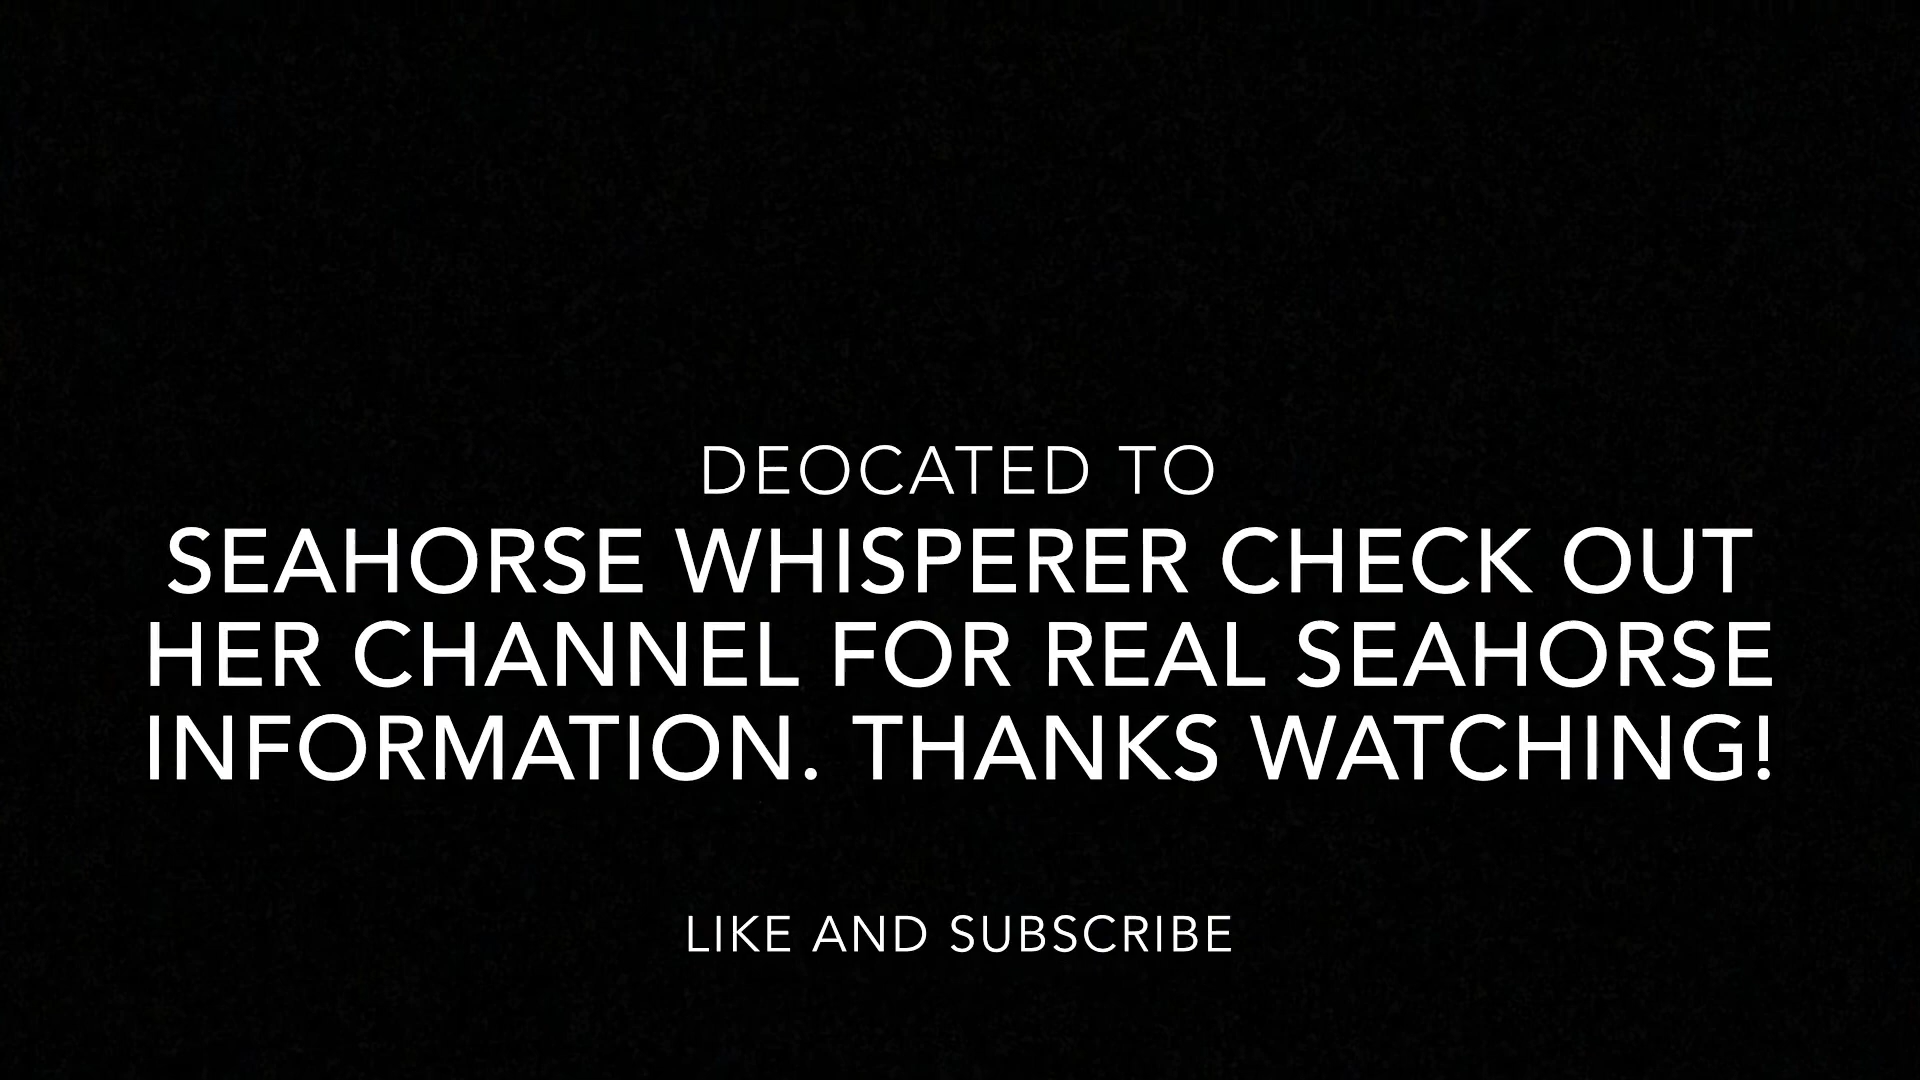 DEOCATED TO
SEAHORSE WHISPERER CHECK OUT
HER CHANNEL FOR REAL SEAHORSE
INFORMATION. THANKS WATCHING!
LIKE AND SUBSCRIBE